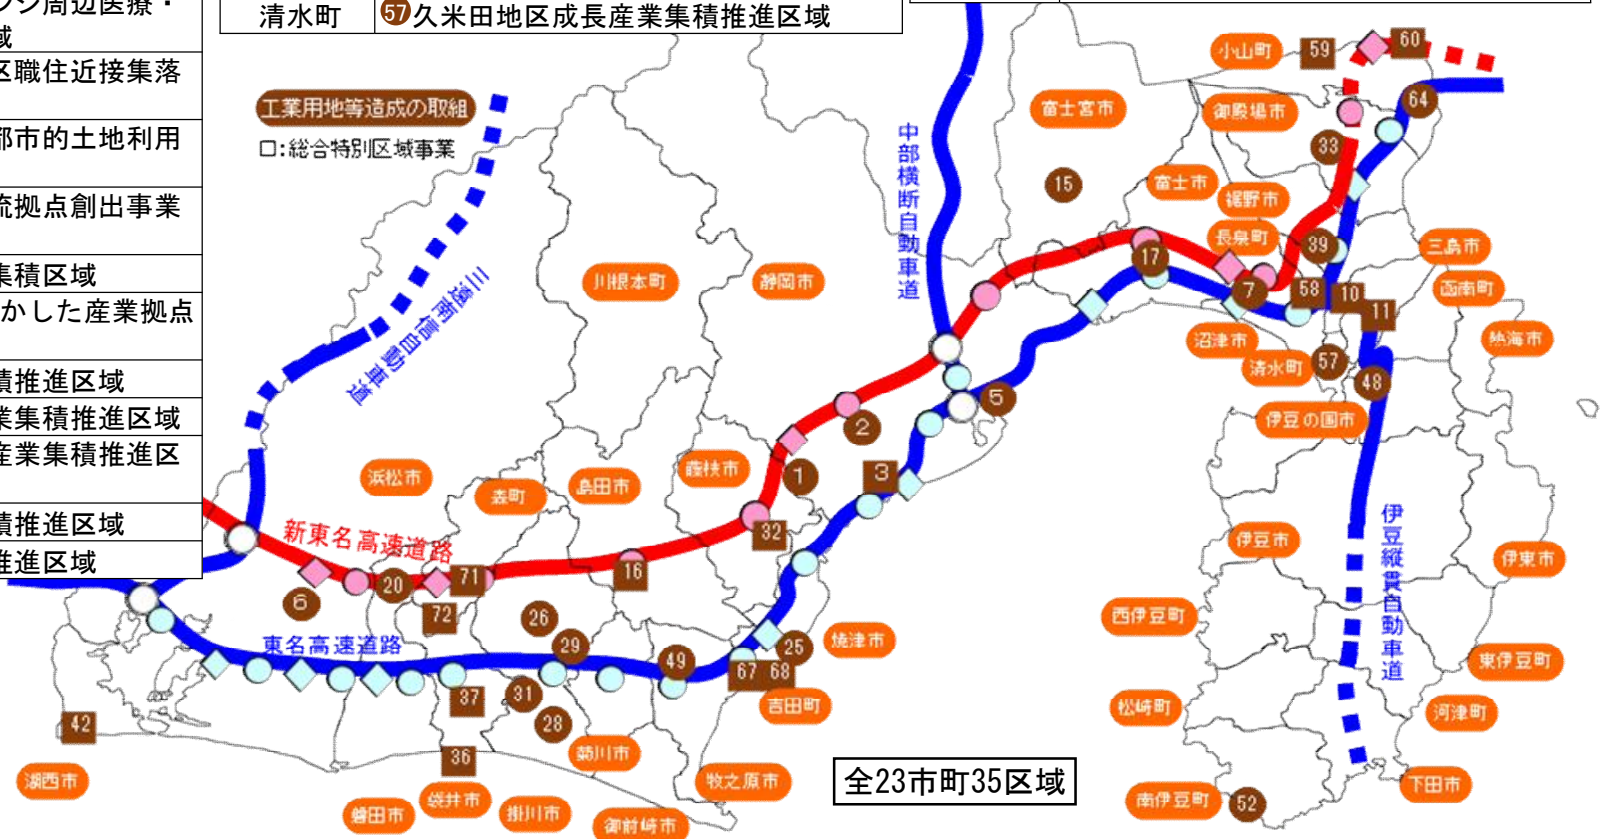 ンジ周辺医療・
域
区職住近接集落
都市的土地利用
流拠点創出事業
集積区域
かした産業拠点
積推進区域
業集積推進区域
産業集積推進区
積推進区域
推進区域
清水町
57 久米田地区成長産業集積推進区域
工業用地等造成の取組
□:総合特別区域事業
三遠南信自動車道
中部横断自動車道
新東名高速道路
東名高速道路
伊豆縦貫自動車道
小山町
59
60
富士宮市
御殿場市
64
33
15
富士市
裾野市
長泉町
39
三島市
17
函南町
川根本町
静岡市
7
58
10
11
沼津市
熱海市
清水町
57
48
5
伊豆の国市
2
浜松市
森町
島田市
藤枝市
1
3
32
伊豆市
伊東市
20
71
16
6
72
26
29
西伊豆町
焼津市
25
49
67
68
東伊豆町
37
31
28
吉田町
松崎町
河津町
42
36
菊川市
湖西市
牧之原市
全23市町35区域
下田市
磐田市
袋井市
掛川市
御前崎市
南伊豆町
52